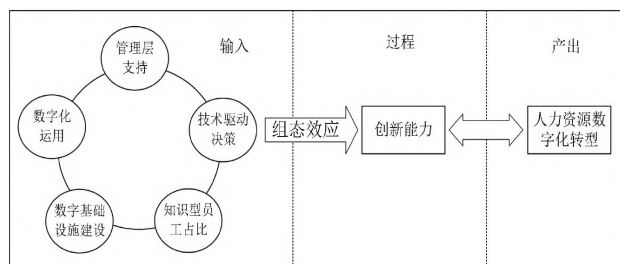 输入
过程
产出
管理层
支持
数字化
运用
技术驱动
决策
数字基础
设施建设
知识型员
工占比
组态效应
创新能力
人力资源数
字化转型